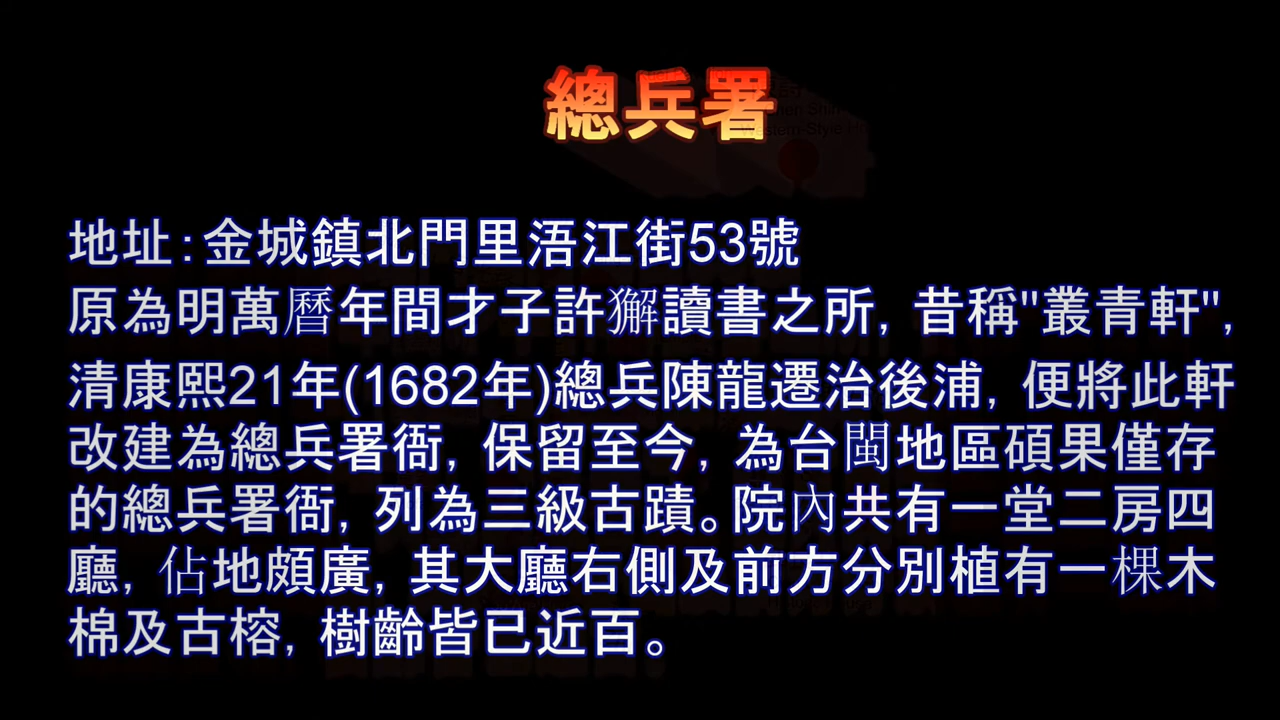 總兵署
地址:金城鎮北門里浯江街53號
原為明萬曆年間才子許獬讀書之所, 昔稱"叢青軒",
清康熙21年(1682年)總兵陳龍遷治後浦, 便將此軒
改建為總兵署衙, 保留至今, 為台閩地區碩果僅存
的總兵署衙, 列為三級古蹟。院內共有一堂二房四
廳, 佔地頗廣, 其大廳右側及前方分別植有一棵木
棉及古榕, 樹齡皆已近百。